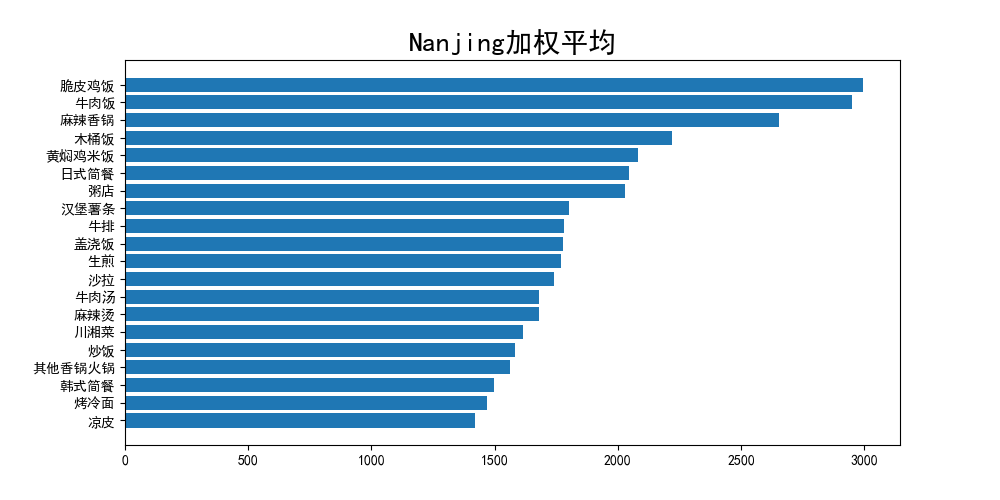 Nanjing加权平均
脆皮鸡饭
牛肉饭
麻辣香锅
木桶饭
黄焖鸡米饭
日式简餐
粥店
汉堡薯条
牛排
盖浇饭
生煎
沙拉
牛肉汤
麻辣烫
川湘菜
炒饭
其他香锅火锅
韩式简餐
烤冷面
凉皮
0 500 1000 1500 2000 2500 3000